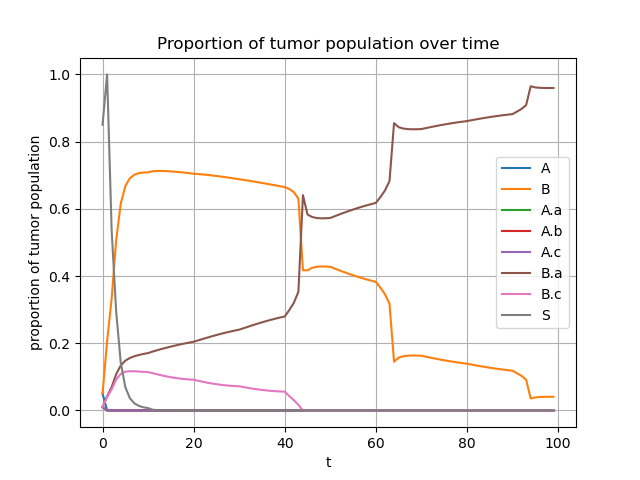 Proportion of tumor population over time
1.0
0.8
0.6
0.4
0.2
0.0
proportion of tumor population
0 20 40 60 80 100
t
A
B
A.a
A.b
A.c
B.a
B.c
S